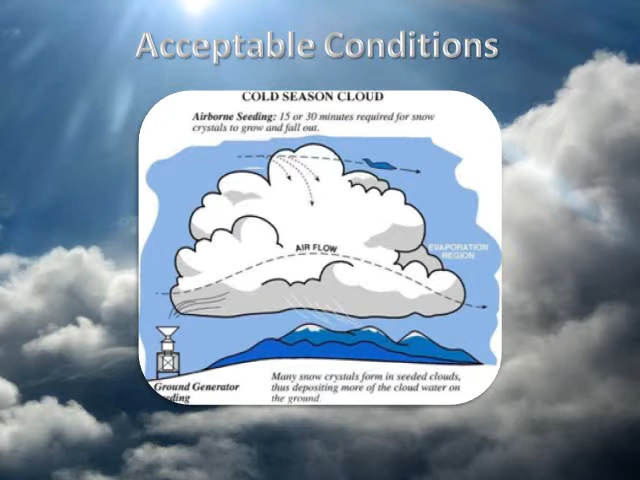 Acceptable Conditions
COLD SEASON CLOUD
Airborne Seeding: 15 or 30 minutes required for snow
crystals to grow and fall out.
AIR FLOW
EVAPORATION
REGION
Ground Generator
Many snow crystals form in seeded clouds,
thus depositing more of the cloud water on
the ground.